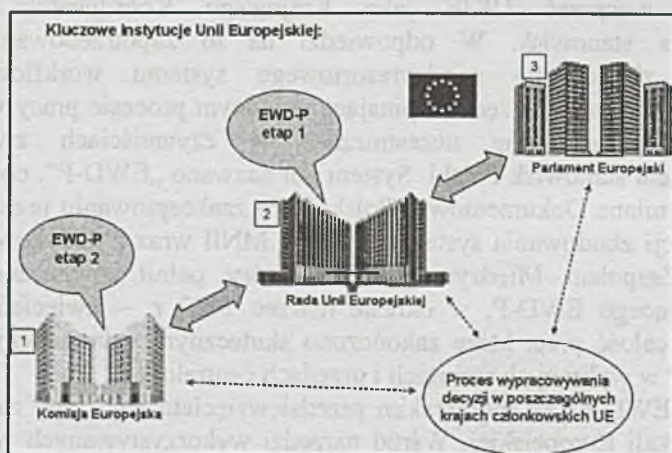 Kluczowe Instytucje Unii Europejskiej:
EWD-P
etap 1
3
Parlament Europejski
EWD-P
etap 2
2
Rada Unii Europejskiej
1
Komisja Europejska
Proces wypracowywania
decyzji w poszczególnych
krajach członkowskich UE